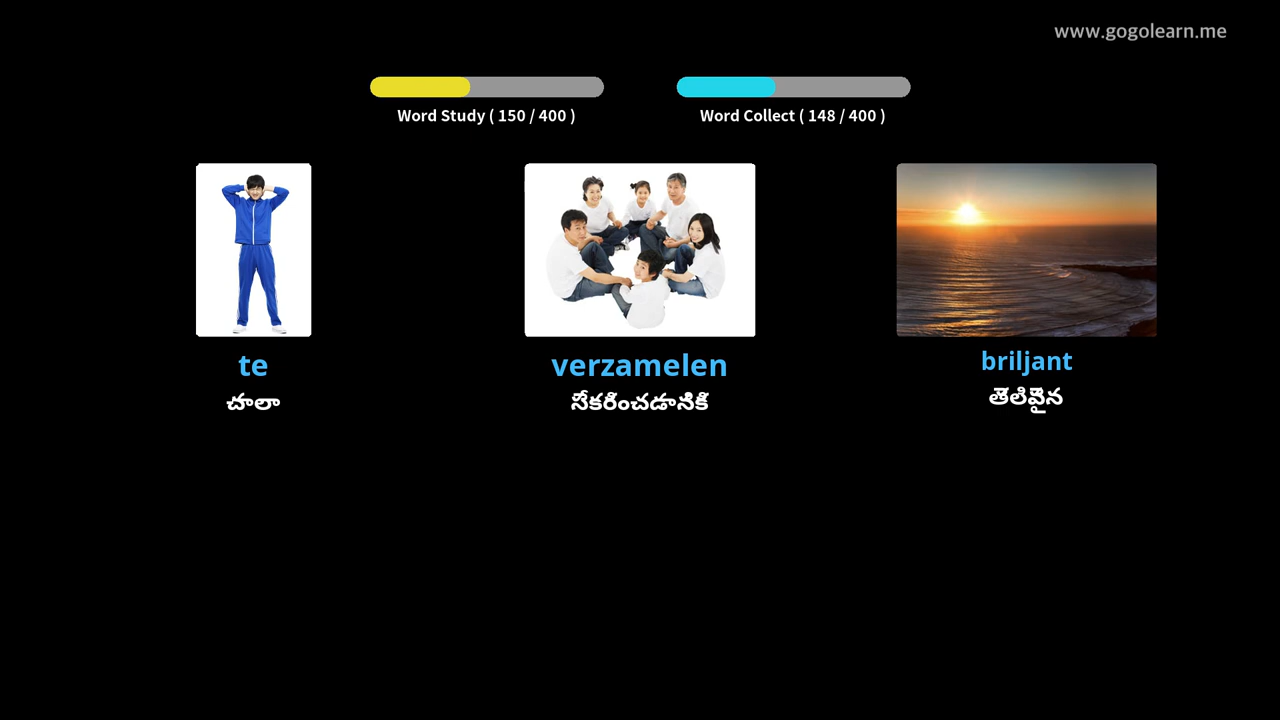 www.gogolearn.me
Word Study ( 150 / 400 )
Word Collect ( 148 / 400 )
te
చాలా
verzamelen
సేకరించడానికి
briljant
తెలివైన